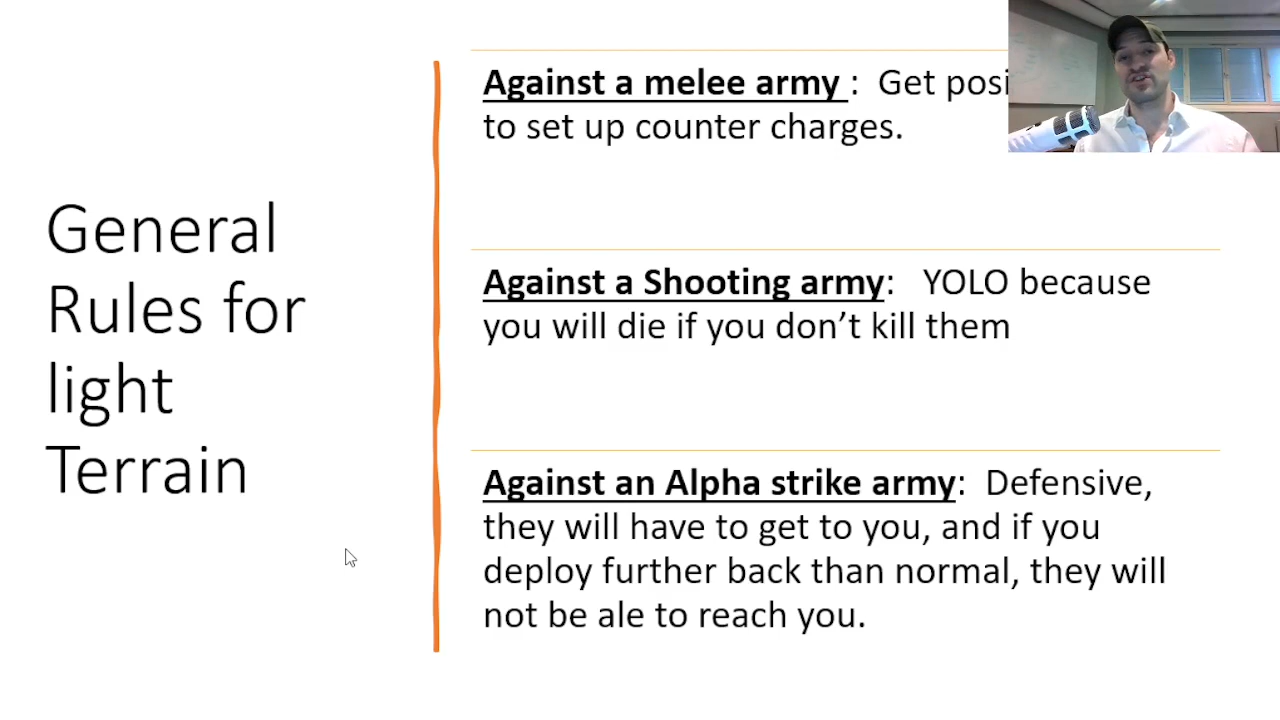 General
Rules for
light
Terrain
Against a melee army : Get
to set up counter charges.
Against a Shooting army: YOLO because
you will die if you don’t kill them
Against an Alpha strike army: Defensive,
they will have to get to you, and if you
deploy further back than normal, they will
not be ale to reach you.